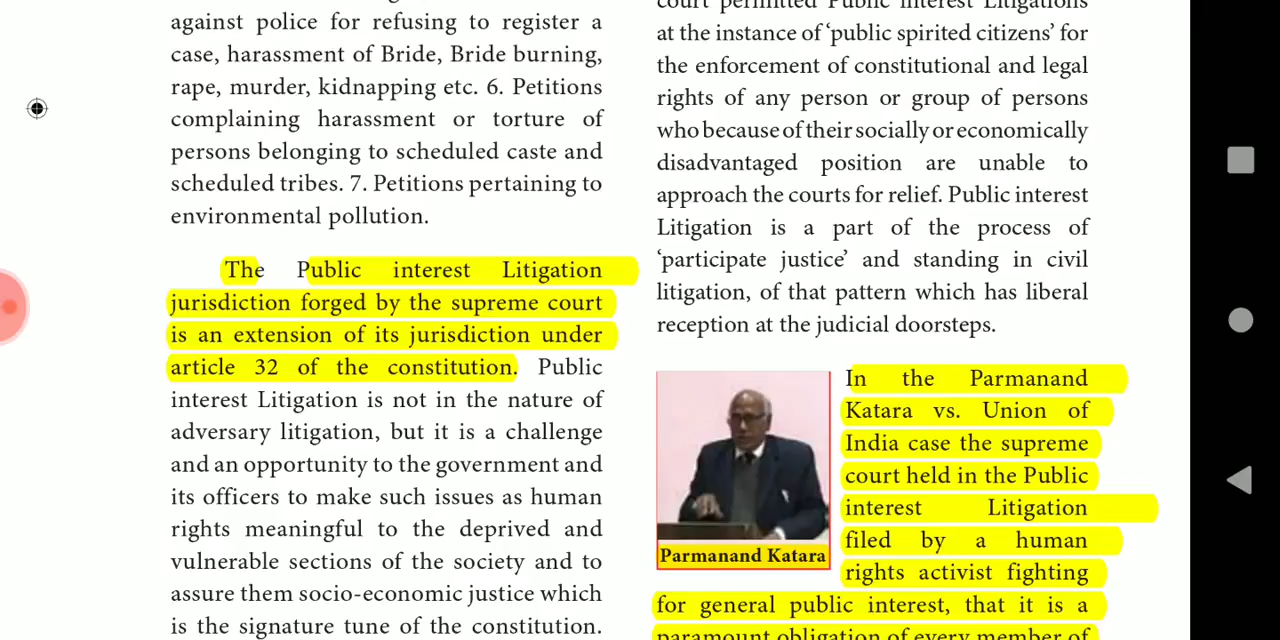 against police for refusing to register a
case, harassment of Bride, Bride burning,
rape, murder, kidnapping etc. 6. Petitions
complaining harassment or torture of
persons belonging to scheduled caste and
scheduled tribes. 7. Petitions pertaining to
environmental pollution.
The Public interest Litigation
jurisdiction forged by the supreme court
is an extension of its jurisdiction under
article 32 of the constitution. Public
interest Litigation is not in the nature of
adversary litigation, but it is a challenge
and an opportunity to the government and
its officers to make such issues as human
rights meaningful to the deprived and
vulnerable sections of the society and to
assure them socio-economic justice which
is the signature tune of the constitution.
court permitted Public Interest Litigations
at the instance of ‘public spirited citizens’ for
the enforcement of constitutional and legal
rights of any person or group of persons
who because of their socially or economically
disadvantaged position are unable to
approach the courts for relief. Public interest
Litigation is a part of the process of
‘participate justice’ and standing in civil
litigation, of that pattern which has liberal
reception at the judicial doorsteps.
Parmanand Katara
In the Parmanand
Katara vs. Union of
India case the supreme
court held in the Public
interest Litigation
filed by a human
rights activist fighting
for general public interest, that it is a
paramount obligation of every member of